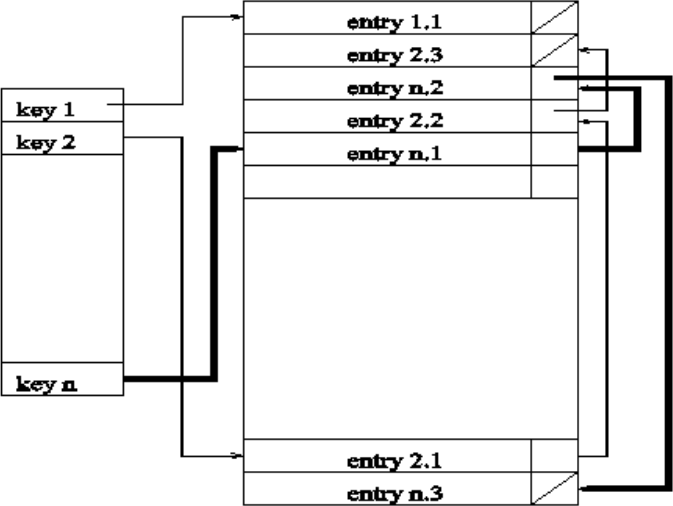 entry 1.1
entry 2.3
entry n.2
entry 2.2
entry n.1
key 1
key 2
key n
entry 2.1
entry n.3